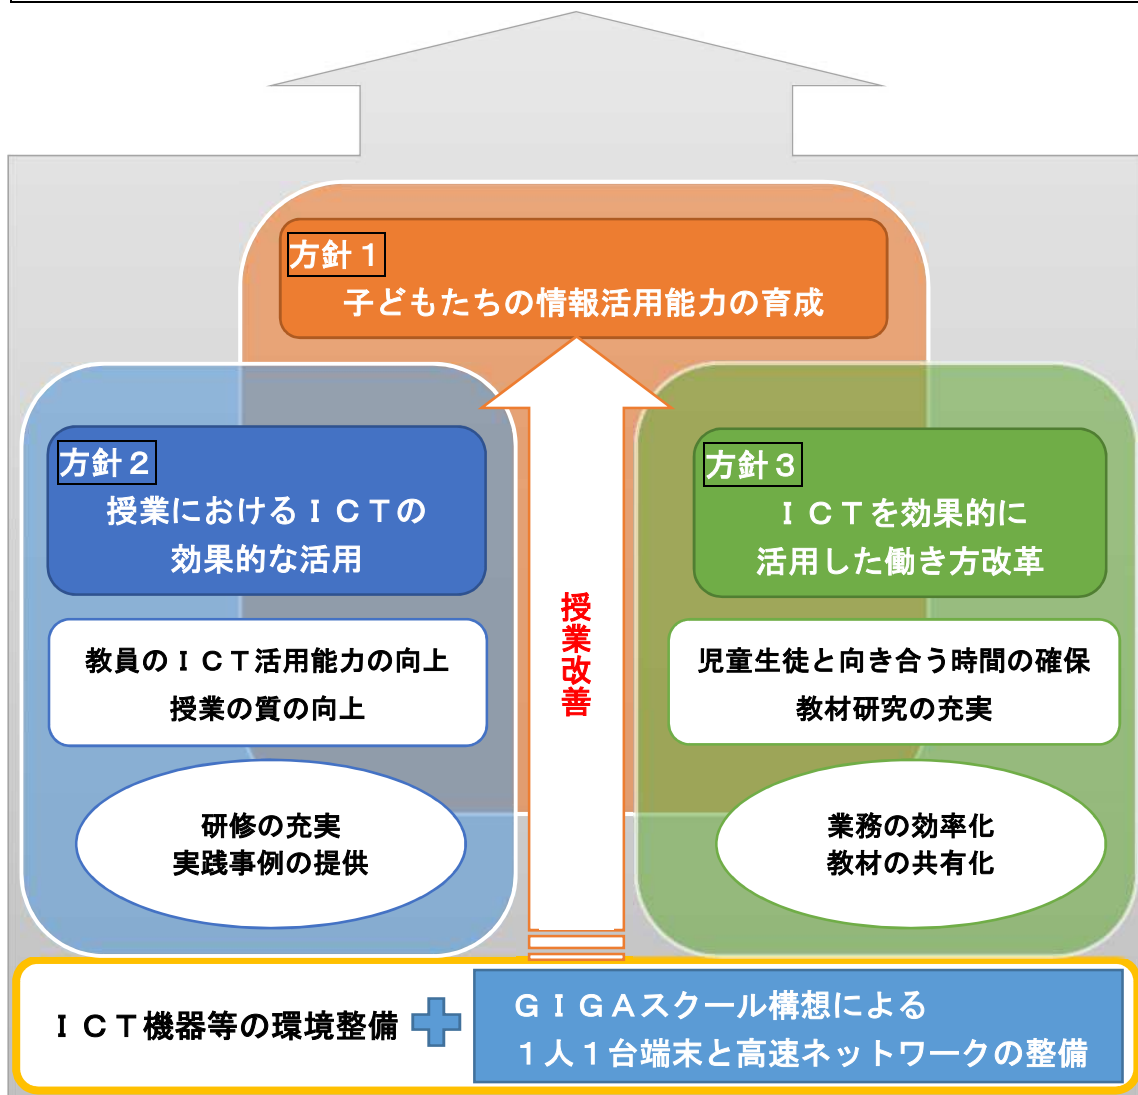 方針１
子どもたちの情報活用能力の育成
方針２
授業におけるＩＣＴの
効果的な活用
教員のＩＣＴ活用能力の向上
授業の質の向上
研修の充実
実践事例の提供
授業改善
方針３
ＩＣＴを効果的に
活用した働き方改革
児童生徒と向き合う時間の確保
教材研究の充実
業務の効率化
教材の共有化
ＩＣＴ機器等の環境整備
ＧＩＧＡスクール構想による
１人１台端末と高速ネットワークの整備